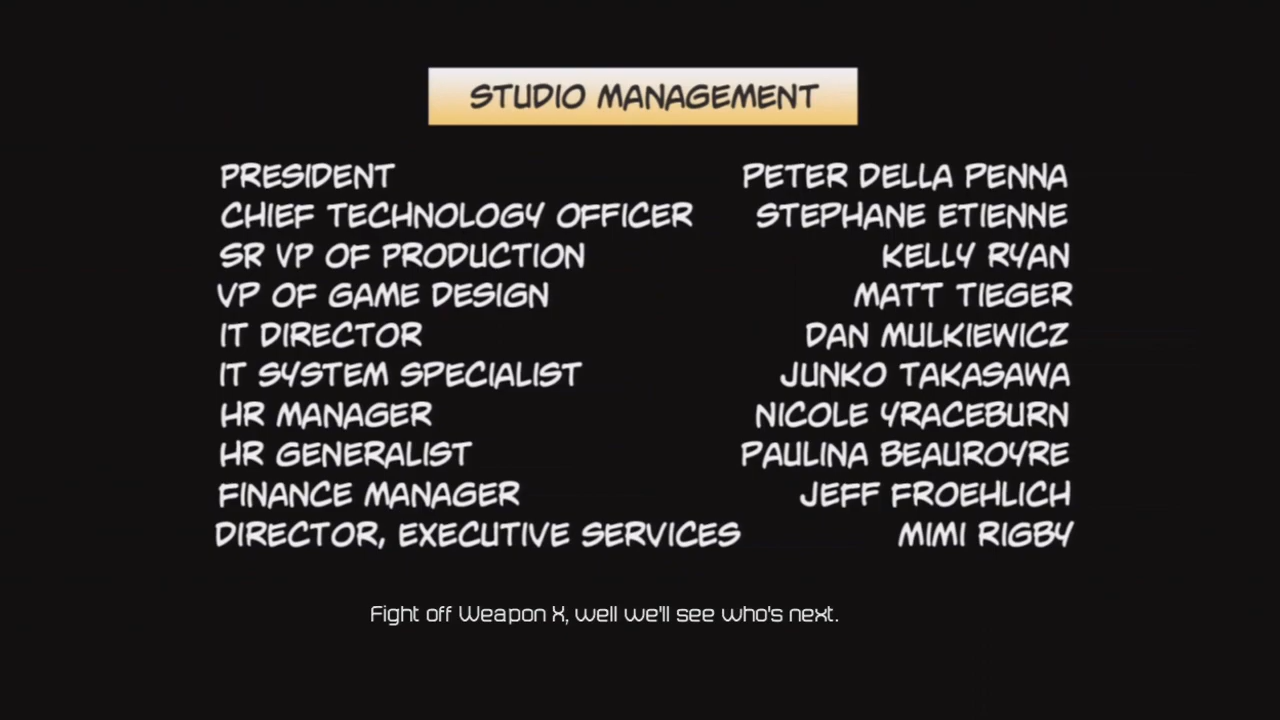 STUDIO MANAGEMENT
PRESIDENT PETER DELLA PENNA
CHIEF TECHNOLOGY OFFICER STEPHANE ETIENNE
SR VP OF PRODUCTION KELLY RYAN
VP OF GAME DESIGN MATT TIEGER
IT DIRECTOR DAN MULKIEWICZ
IT SYSTEM SPECIALIST JUNKO TAKASAWA
HR MANAGER NICOLE YRACEBURN
HR GENERALIST PAULINA BEAUROYRE
FINANCE MANAGER JEFF FROEHLICH
DIRECTOR, EXECUTIVE SERVICES MIMI RIGBY
Fight off Weapon X, well we'll see who's next.